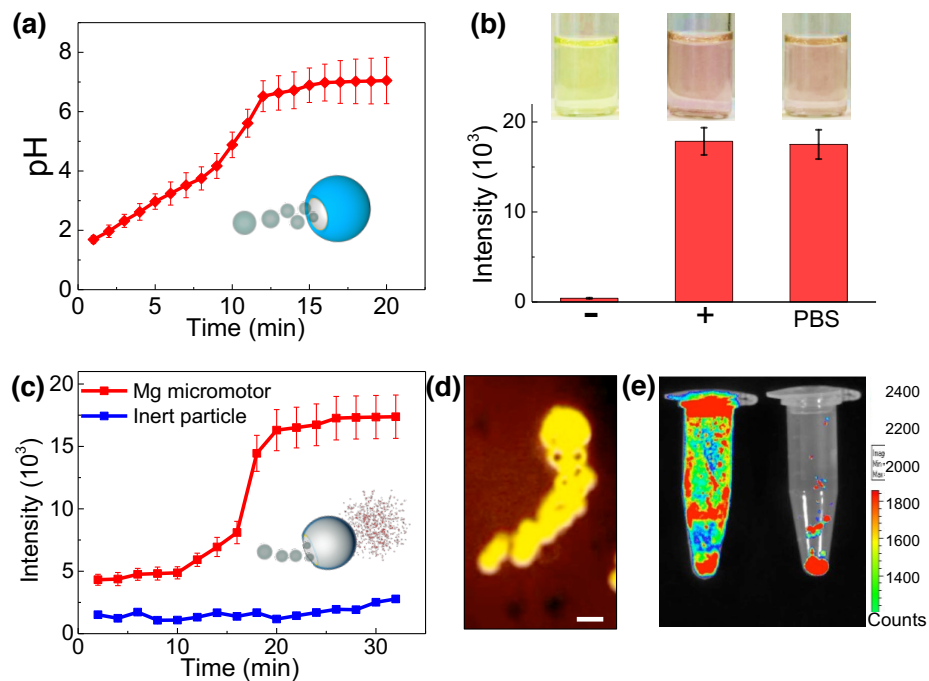 (a)
8
6
4
2
0
pH
0 5 10 15 20
Time (min)
(b)
20
10
0
Intensity (10³)
- + PBS
(c)
Mg micromotor
Inert particle
20
15
10
5
0
Intensity (10³)
0 10 20 30
Time (min)
(d)
(e)
2400
2200
2000
1800
1600
1400
Counts